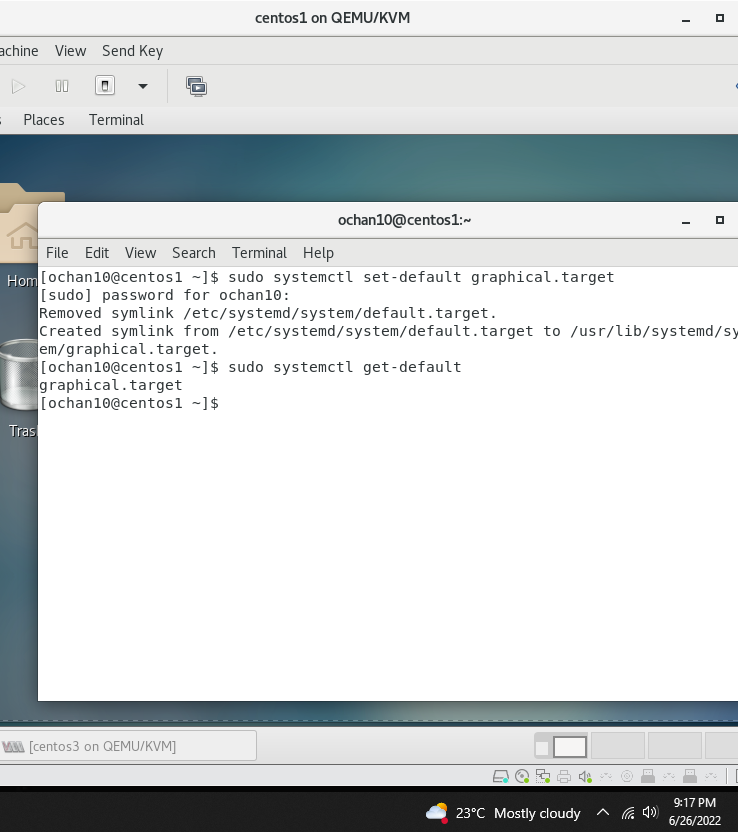 centos1 on QEMU/KVM
achine View Send Key
Places Terminal
ochan10@centos1:~
File Edit View Search Terminal Help
[ochan10@centos1 ~]$ sudo systemctl set-default graphical.target
[sudo] password for ochan10:
Removed symlink /etc/systemd/system/default.target.
Created symlink from /etc/systemd/system/default.target to /usr/lib/systemd/sy
em/graphical.target.
[ochan10@centos1 ~]$ sudo systemctl get-default
graphical.target
[ochan10@centos1 ~]$
Hom
Tras
[centos3 on QEMU/KVM]
23°C Mostly cloudy
9:17 PM
6/26/2022